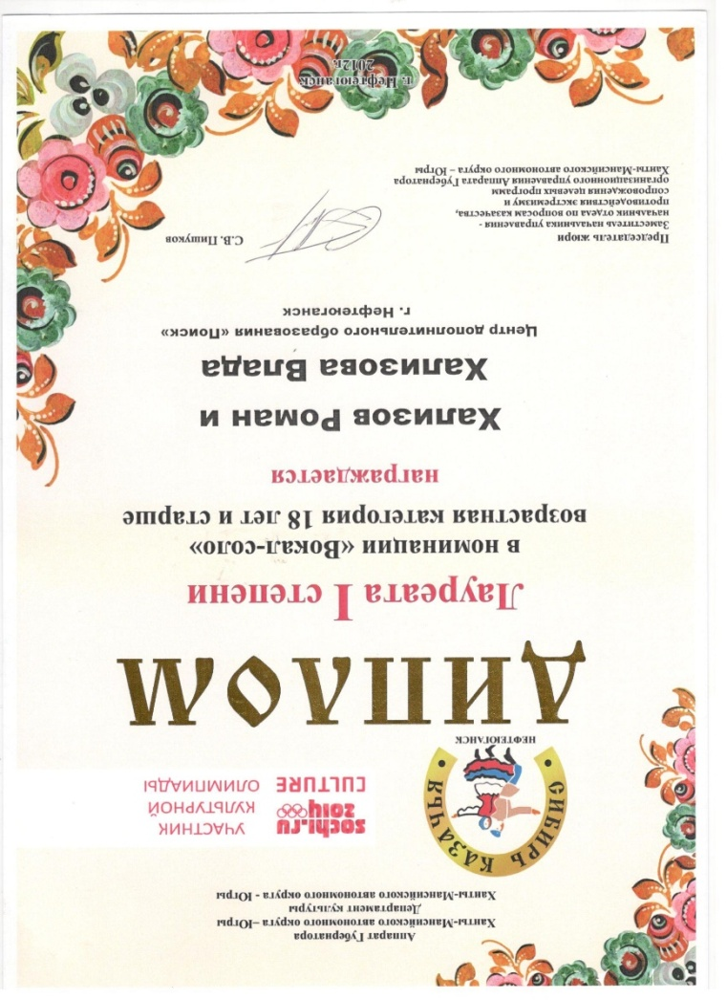 Аппарат Губернатора
Ханты-Мансийского автономного округа –Югры
Департамент культуры
Ханты-Мансийского автономного округа - Югры
СИБИРЬ КАЗАЧЬЯ
НЕФТЕЮГАНСК
sochi.ru
2014
CULTURE
УЧАСТНИК
КУЛЬТУРНОЙ
ОЛИМПИАДЫ
ДИПЛОМ
Лауреата I степени
в номинации «Вокал-соло»
возрастная категория 18 лет и старше
награждается
Хализов Роман и
Хализова Влада
Центр дополнительного образования «Поиск»
г. Нефтеюганск
Председатель жюри
Заместитель начальника управления -
начальник отдела по вопросам казачества,
противодействия экстремизму и
сопровождения целевых программ
организационного управления Аппарата Губернатора
Ханты-Мансийского автономного округа – Югры
С.В. Пишуков
г. Нефтеюганск
2012г.